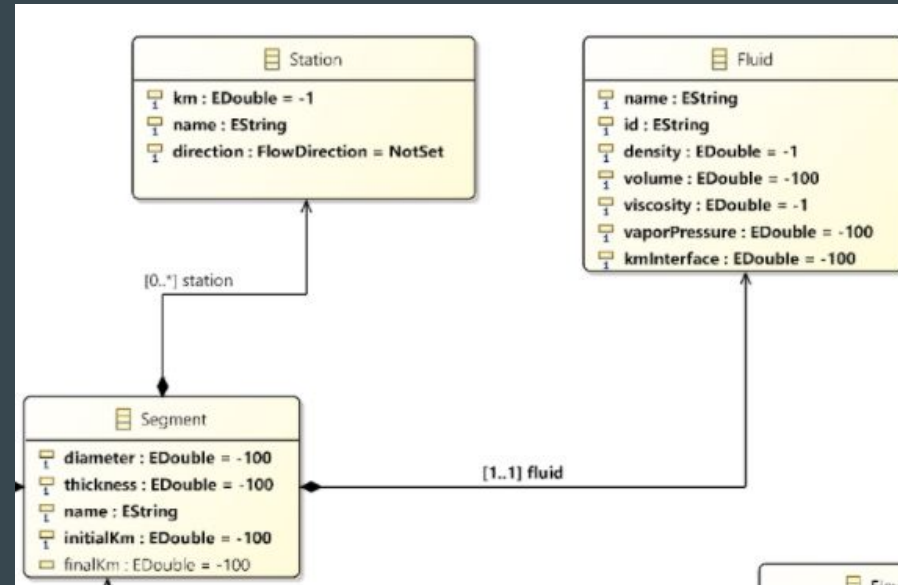 Station
km : EDouble = -1
name : EString
direction : FlowDirection = NotSet
Fluid
name : EString
id : EString
density : EDouble = -1
volume : EDouble = -100
viscosity : EDouble = -1
vaporPressure : EDouble = -100
kmInterface : EDouble = -100
[0..*] station
Segment
diameter : EDouble = -100
thickness : EDouble = -100
name : EString
initialKm : EDouble = -100
finalKm : EDouble = -100
[1..1] fluid